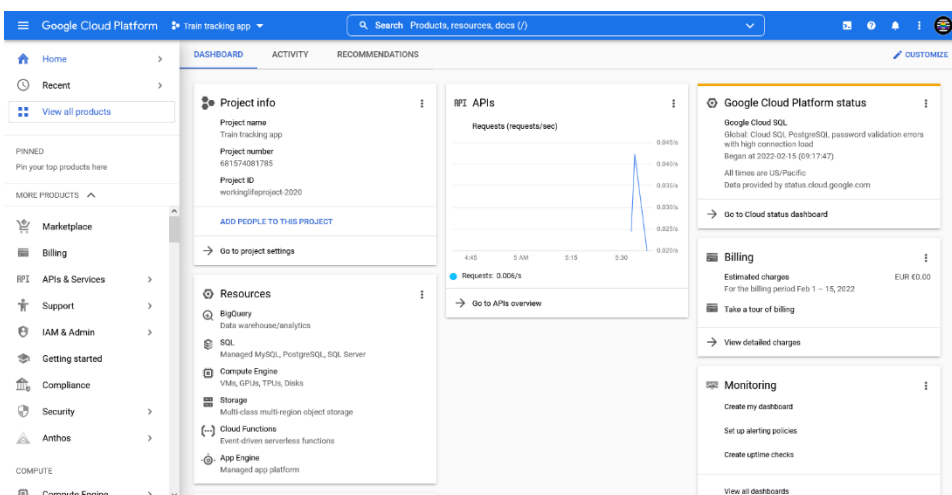 Google Cloud Platform
Train tracking app
Search Products, resources, docs (/)
Home
Recent
View all products
PINNED
Pin your top products here
MORE PRODUCTS
Marketplace
Billing
API APIs & Services
Support
IAM & Admin
Getting started
Compliance
Security
Anthos
COMPUTE
Compute Engine
DASHBOARD ACTIVITY RECOMMENDATIONS
CUSTOMIZE
Project info
Project name
Train tracking app
Project number
681574081785
Project ID
workinglifeproject-2020
ADD PEOPLE TO THIS PROJECT
Go to project settings
Resources
BigQuery
Data warehouse/analytics
SQL
Managed MySQL, PostgreSQL, SQL Server
Compute Engine
VMs, GPUs, TPUs, Disks
Storage
Multi-class multi-region object storage
Cloud Functions
Event-driven serverless functions
App Engine
Managed app platform
API APIs
Requests (requests/sec)
0.045/s
0.040/s
0.035/s
0.030/s
0.025/s
0.020/s
4:45 5 AM 5:15 5:30
Requests: 0.006/s
Go to APIs overview
Google Cloud Platform status
Google Cloud SQL
Global: Cloud SQL PostgreSQL password validation errors
with high connection load
Began at 2022-02-15 (09:17:47)
All times are US/Pacific
Data provided by status.cloud.google.com
Go to Cloud status dashboard
Billing
Estimated charges EUR €0.00
For the billing period Feb 1 – 15, 2022
Take a tour of billing
View detailed charges
Monitoring
Create my dashboard
Set up alerting policies
Create uptime checks
View all dashboards